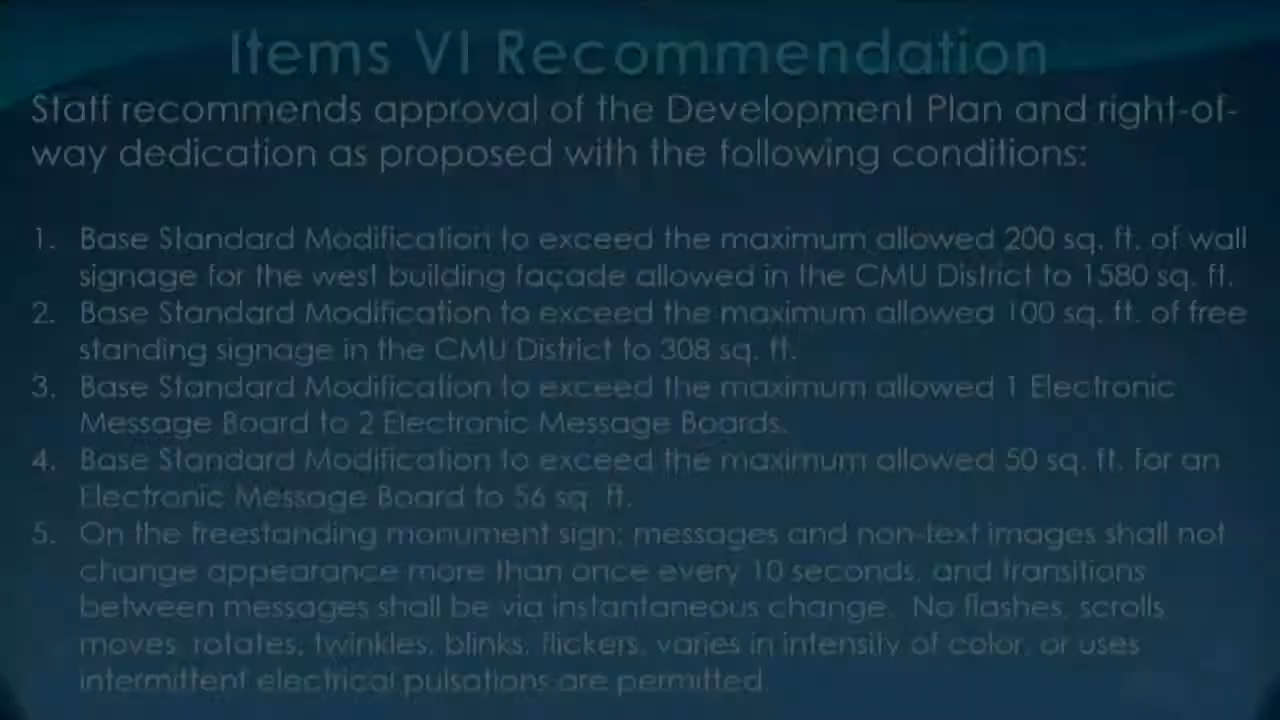 Items VI Recommendation
Staff recommends approval of the Development Plan and right-of-
way dedication as proposed with the following conditions:
1. Base Standard Modification to exceed the maximum allowed 200 sq. ft. of wall
signage for the west building façade allowed in the CMU District to 1580 sq. ft.
2. Base Standard Modification to exceed the maximum allowed 100 sq. ft. of free
standing signage in the CMU District to 308 sq. ft.
3. Base Standard Modification to exceed the maximum allowed 1 Electronic
Message Board to 2 Electronic Message Boards.
4. Base Standard Modification to exceed the maximum allowed 50 sq. ft. for an
Electronic Message Board to 56 sq. ft.
5. On the freestanding monument sign; messages and non-text images shall not
change appearance more than once every 10 seconds, and transitions
between messages shall be via instantaneous change. No flashes, scrolls
moves, rotates, twinkles, blinks, flickers, varies in intensity of color, or uses
intermittent electrical pulsations are permitted